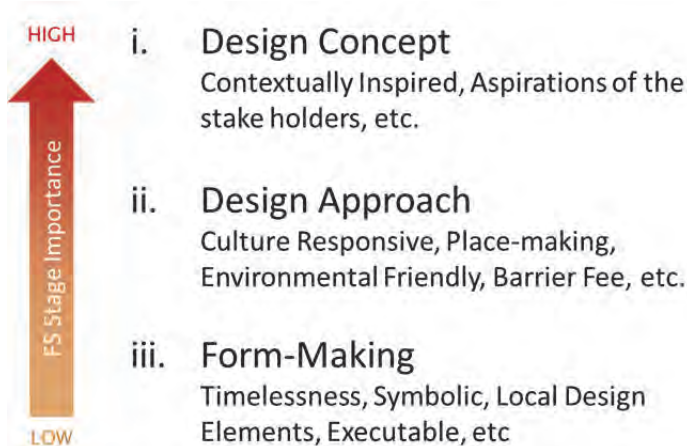 HIGH
i. Design Concept
Contextually Inspired, Aspirations of the
stake holders, etc.
FS Stage Importance
ii. Design Approach
Culture Responsive, Place-making,
Environmental Friendly, Barrier Fee, etc.
iii. Form-Making
Timelessness, Symbolic, Local Design
Elements, Executable, etc
LOW